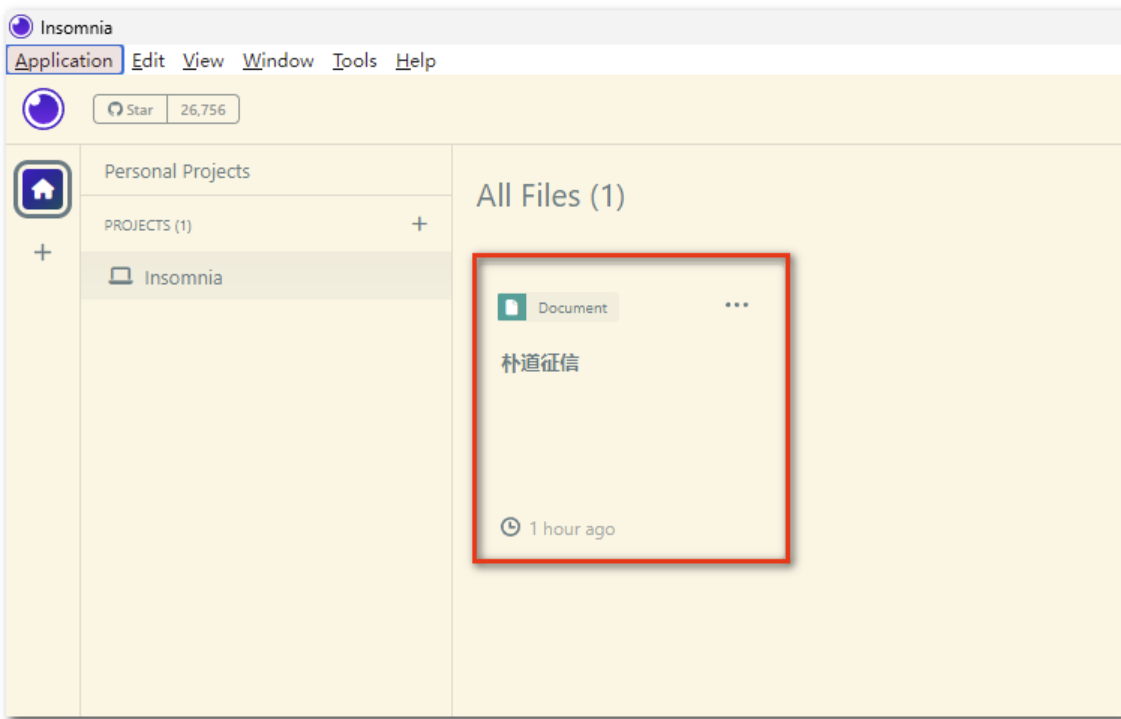 Insomnia
Application Edit View Window Tools Help
Star 26,756
Personal Projects
PROJECTS (1) +
+
Insomnia
All Files (1)
Document ...
朴道征信
1 hour ago